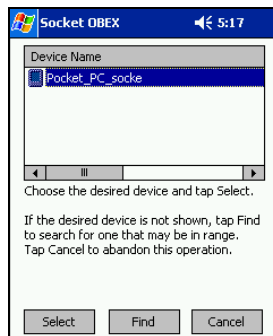 Socket OBEX 5:17
Device Name
Pocket_PC_socke
Choose the desired device and tap Select.
If the desired device is not shown, tap Find
to search for one that may be in range.
Tap Cancel to abandon this operation.
Select Find Cancel